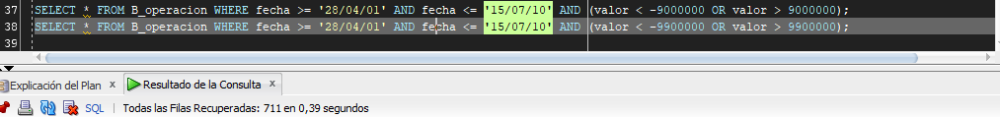 37 SELECT * FROM B_operacion WHERE fecha >= '28/04/01' AND fecha <= '15/07/10' AND (valor < -9000000 OR valor > 9000000);
38 SELECT * FROM B_operacion WHERE fecha >= '28/04/01' AND fecha <= '15/07/10' AND (valor < -9900000 OR valor > 9900000);
39
Explicación del Plan x Resultado de la Consulta x
SQL | Todas las Filas Recuperadas: 711 en 0,39 segundos